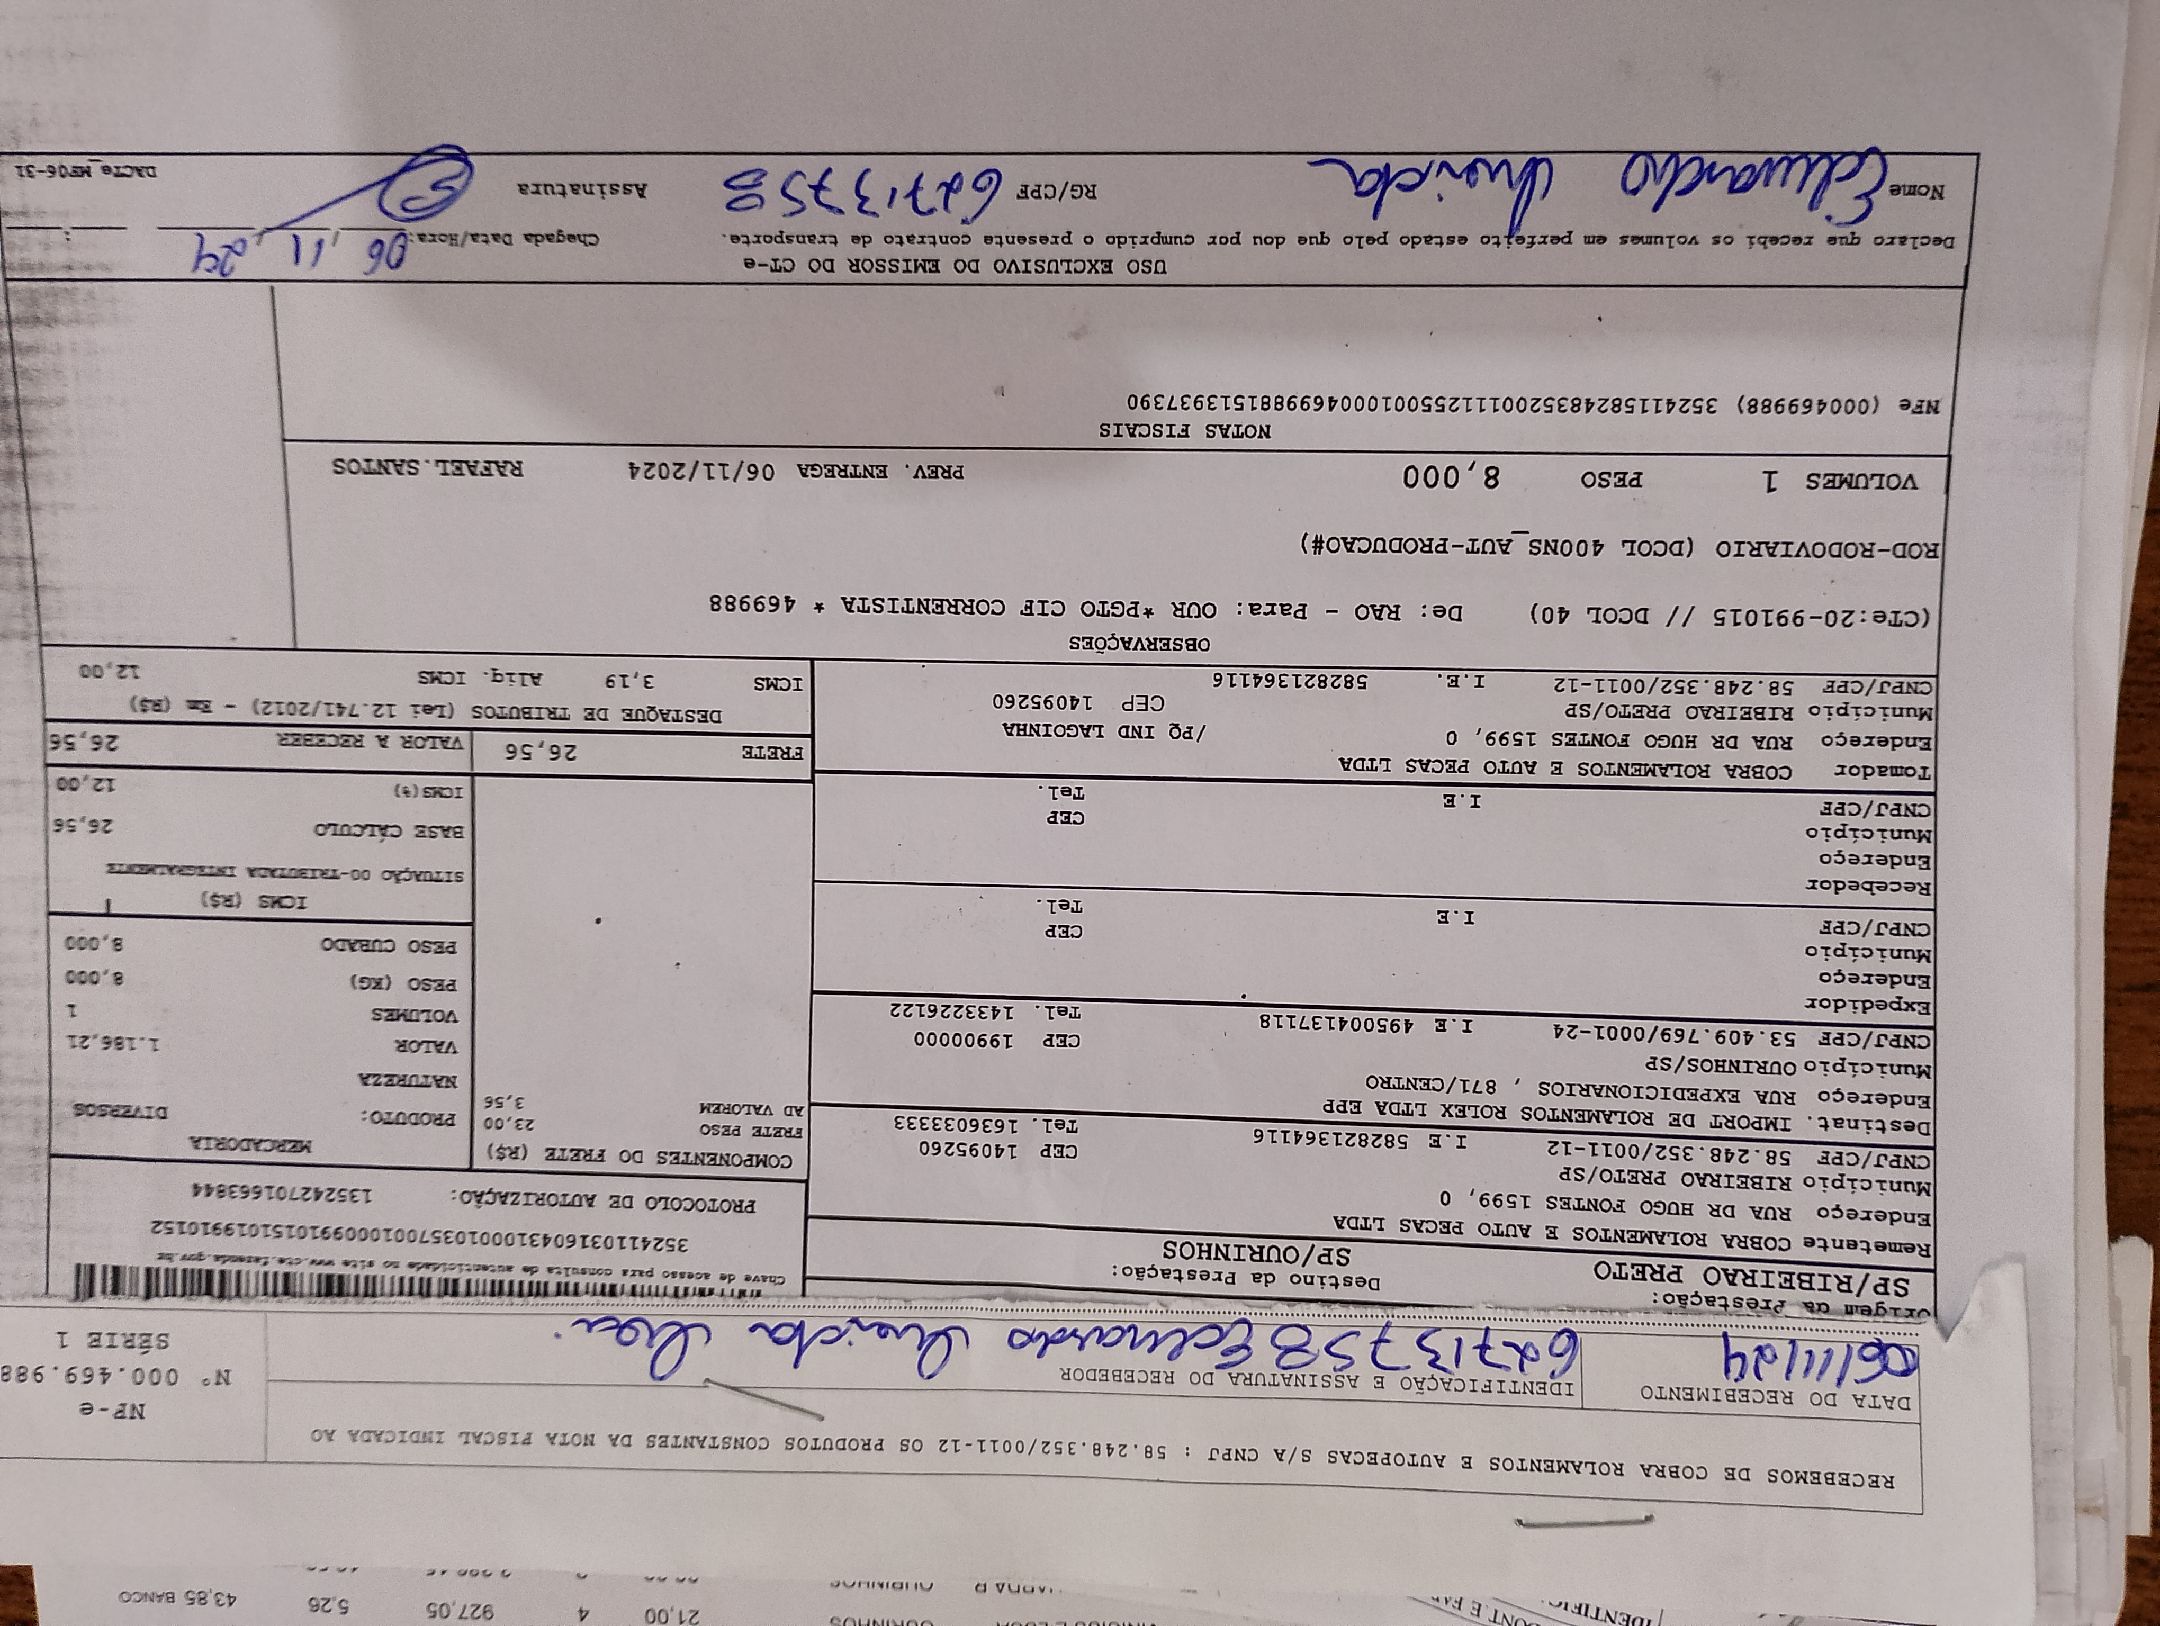 43,85 BANCO
5,26
4
927,05
21,00
RECEBEMOS DE COBRA ROLAMENTOS E AUTOPECAS S/A CNPJ : 58.248.352/0011-12 OS PRODUTOS CONSTANTES DA NOTA FISCAL INDICADA AO
NF-e
Nº 000.469.988
SÉRIE 1
DATA DO RECEBIMENTO
IDENTIFICAÇÃO E ASSINATURA DO RECEBEDOR
06/11/24
62713758 Eduardo
Origem da Prestação:
SP/RIBEIRAO PRETO
Destino da Prestação:
SP/OURINHOS
Remetente COBRA ROLAMENTOS E AUTO PECAS LTDA
Endereço RUA DR HUGO FONTES 1599, 0
Município RIBEIRAO PRETO/SP CEP 14095260
CNPJ/CPF 58.248.352/0011-12 I.E 582821364116 Tel. 1636033333
Destinat. IMPORT DE ROLAMENTOS ROLEX LTDA EPP
Endereço RUA EXPEDICIONARIOS , 871/CENTRO
Município OURINHOS/SP CEP 19900000
CNPJ/CPF 53.409.769/0001-24 I.E 495004137118 Tel. 1433226122
Expedidor
Endereço
Município CEP
CNPJ/CPF I.E Tel.
Recebedor
Endereço
Município CEP
CNPJ/CPF I.E Tel.
Tomador COBRA ROLAMENTOS E AUTO PECAS LTDA
Endereço RUA DR HUGO FONTES 1599, 0 /PQ IND LAGOINHA
Município RIBEIRAO PRETO/SP CEP 14095260
CNPJ/CPF 58.248.352/0011-12 I.E. 582821364116
Chave de acesso para consulta de autenticidade no site www.cte.fazenda.gov.br
35241103160431000103570010009910151019910152
PROTOCOLO DE AUTORIZAÇÃO: 135242701663844
COMPONENTES DO FRETE (R$)
FRETE PESO 23,00
AD VALOREM 3,56
MERCADORIA
PRODUTO: DIVERSOS
NATUREZA
VALOR 1.186,21
VOLUMES 1
PESO (KG) 8,000
PESO CUBADO 8,000
ICMS (R$)
SITUAÇÃO 00-TRIBUTADA INTEGRALMENTE
BASE CÁLCULO 26,56
ICMS(%) 12,00
FRETE 26,56
VALOR A RECEBER 26,56
DESTAQUE DE TRIBUTOS (Lei 12.741/2012) - Em (R$)
ICMS 3,19 Aliq. ICMS 12,00
OBSERVAÇÕES
(CTe:20-991015 // DCOL 40) De: RAO - Para: OUR *PGTO CIF CORRENTISTA * 469988
ROD-RODOVIARIO (DCOL 400NS_AUT-PRODUCAO#)
VOLUMES 1 PESO 8,000 PREV. ENTREGA 06/11/2024 RAFAEL.SANTOS
NOTAS FISCAIS
NFe (000469988) 35241158248352001112550010004699881513937390
USO EXCLUSIVO DO EMISSOR DO CT-e
Declaro que recebi os volumes em perfeito estado pelo que dou por cumprido o presente contrato de transporte.
Chegada Data/Hora: 06/11/24
Nome Eduardo
RG/CPF 62713758
Assinatura
DACTe_MF06-31